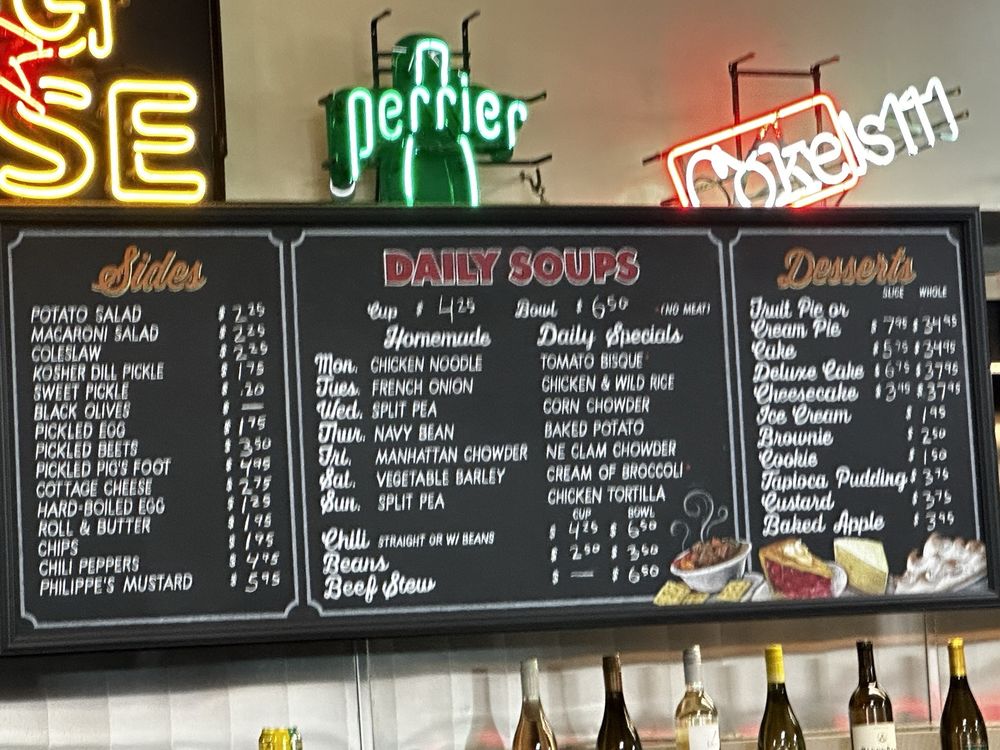 G
SE
perrier
Coke Is It!
Sides
POTATO SALAD $ 2.25
MACARONI SALAD $ 2.25
COLESLAW $ 2.25
KOSHER DILL PICKLE $ 1.75
SWEET PICKLE .20
BLACK OLIVES $ —
PICKLED EGG $ 1.75
PICKLED BEETS $ 3.50
PICKLED PIG'S FOOT $ 4.95
COTTAGE CHEESE $ 2.75
HARD-BOILED EGG $ 1.25
ROLL & BUTTER $ 1.95
CHIPS $ 1.95
CHILI PEPPERS $ 4.95
PHILIPPE'S MUSTARD $ 5.95
DAILY SOUPS
Cup $ 4.25 Bowl $ 6.50 *(NO MEAT)
Homemade Daily Specials
Mon. CHICKEN NOODLE TOMATO BISQUE*
Tues. FRENCH ONION CHICKEN & WILD RICE
Wed. SPLIT PEA CORN CHOWDER
Thur. NAVY BEAN BAKED POTATO
Fri. MANHATTAN CHOWDER NE CLAM CHOWDER
Sat. VEGETABLE BARLEY CREAM OF BROCCOLI*
Sun. SPLIT PEA CHICKEN TORTILLA
CUP BOWL
Chili STRAIGHT OR W/ BEANS $ 4.25 $ 6.50
Beans $ 2.50 $ 3.50
Beef Stew $ — $ 6.50
Desserts
SLICE WHOLE
Fruit Pie or
Cream Pie $ 7.95 $ 34.95
Cake $ 5.75 $ 34.95
Deluxe Cake $ 6.75 $ 37.95
Cheesecake $ 3.95 $ 37.95
Ice Cream $ 1.95
Brownie $ 2.50
Cookie $ 1.50
Tapioca Pudding $ 3.75
Custard $ 3.75
Baked Apple $ 3.95